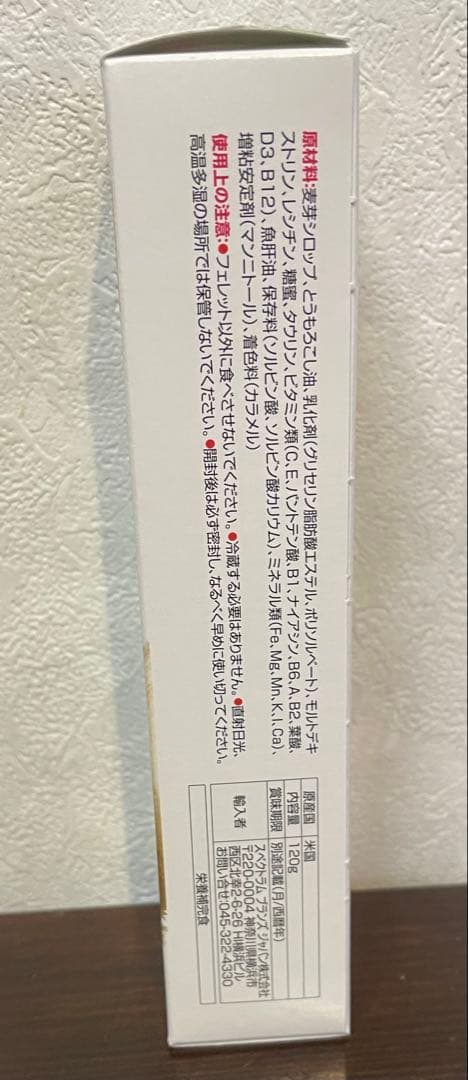 原材料:麦芽シロップ、とうもろこし油、乳化剤(グリセリン脂肪酸エステル、ポリソルベート)、モルトデキ
ストリン、レシチン、糖蜜、タウリン、ビタミン類(C、E、パントテン酸、B1、ナイアシン、B6、A、B2、葉酸、
D3、B12)、魚肝油、保存料(ソルビン酸、ソルビン酸カリウム)、ミネラル類(Fe、Mg、Mn、K、I、Ca)、
増粘安定剤(マンニトール)、着色料(カラメル)
使用上の注意:●フェレット以外に食べさせないでください。●冷蔵する必要はありません。●直射日光、
高温多湿の場所では保管しないでください。●開封後は必ず密封し、なるべく早めに使い切ってください。
原産国 米国
内容量 120g
賞味期限 別途記載(月/西暦年)
輸入者 スペクトラム ブランズ ジャパン株式会社
〒220-0004 神奈川県横浜市
西区北幸2-6-26 HI横浜ビル
お問い合せ:045-322-4330
栄養補完食